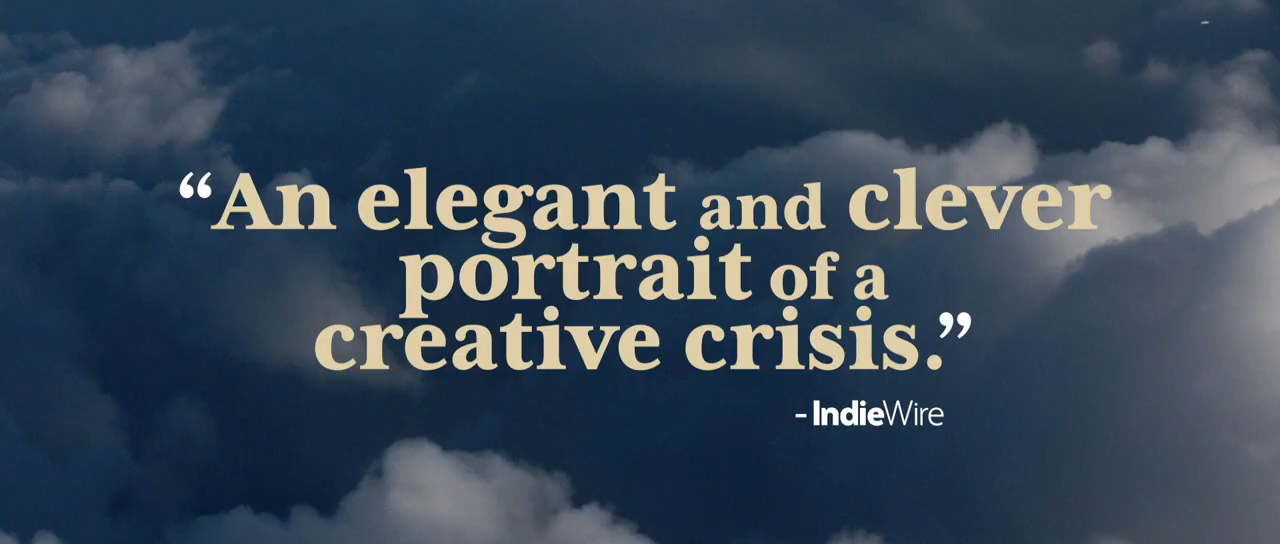 “An elegant and clever
portrait of a
creative crisis.”
- IndieWire